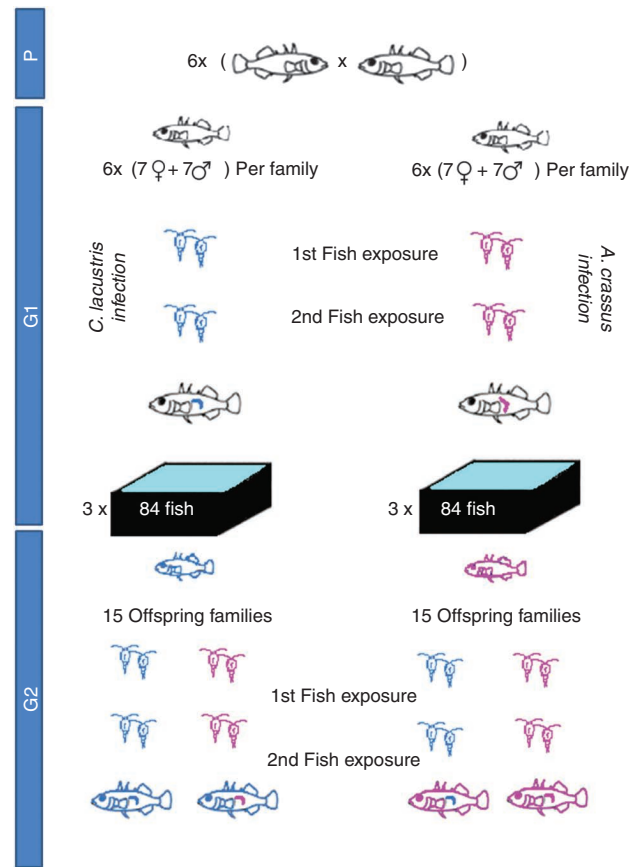 P
6x ( x )
G1
6x (7♀+7♂) Per family
6x (7♀+7♂) Per family
C. lacustris
infection
1st Fish exposure
2nd Fish exposure
A. crassus
infection
3 x
84 fish
3 x
84 fish
G2
15 Offspring families
15 Offspring families
1st Fish exposure
2nd Fish exposure